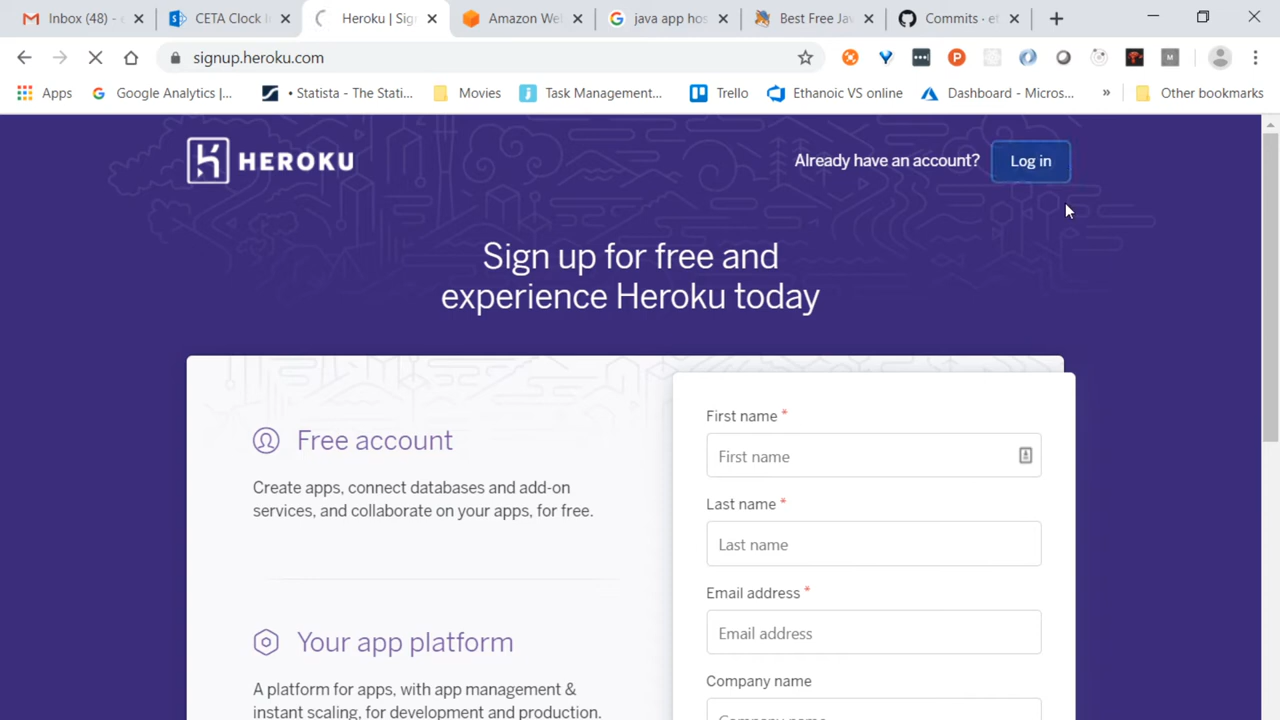 Inbox (48) - e
CETA Clock I
Heroku | Sig
Amazon We
java app hos
Best Free Ja
Commits · et
signup.heroku.com
Apps
Google Analytics |...
• Statista - The Stati...
Movies
Task Management...
Trello
Ethanoic VS online
Dashboard - Micros...
»
Other bookmarks
HEROKU
Already have an account?
Log in
Sign up for free and
experience Heroku today
Free account
Create apps, connect databases and add-on
services, and collaborate on your apps, for free.
Your app platform
A platform for apps, with app management &
instant scaling, for development and production.
First name *
First name
Last name *
Last name
Email address *
Email address
Company name
Company name